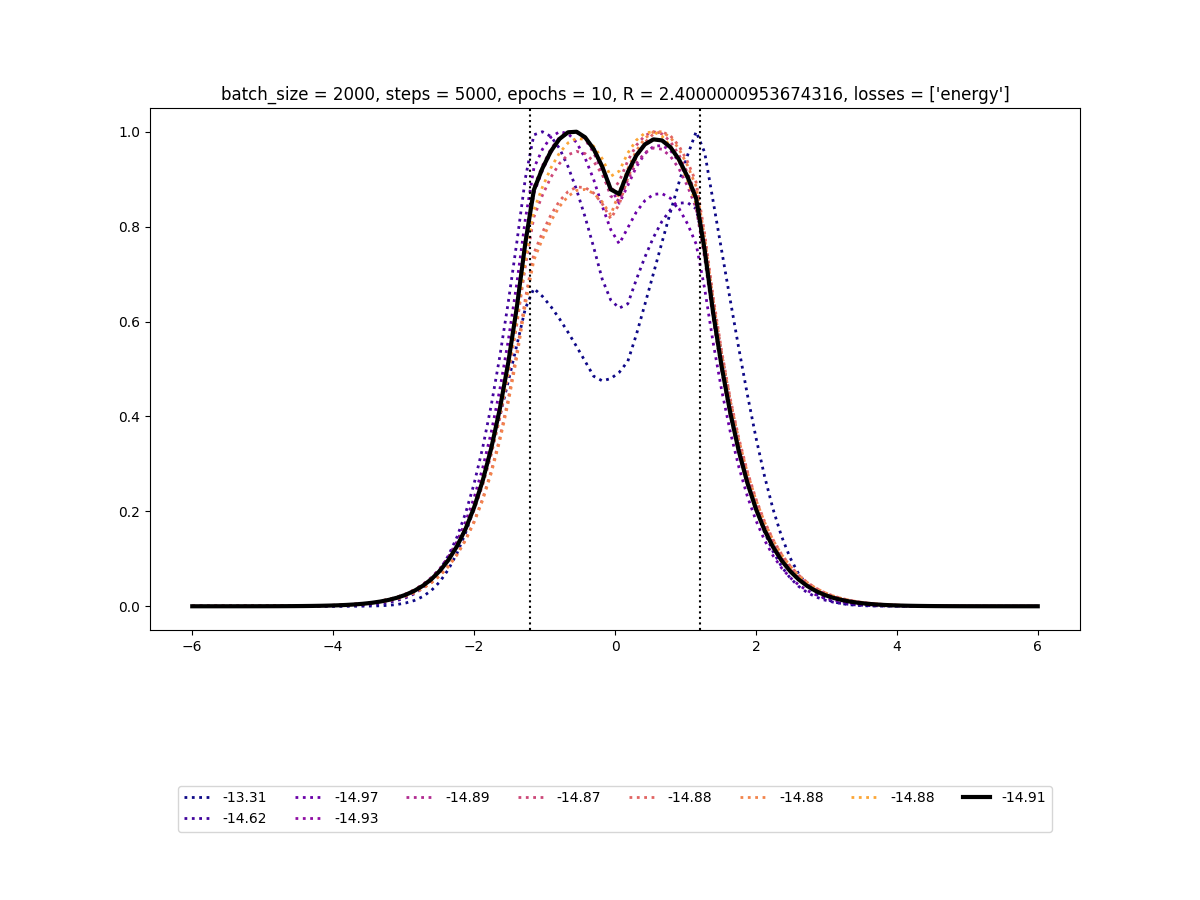 batch_size = 2000, steps = 5000, epochs = 10, R = 2.4000000953674316, losses = ['energy']
1.0
0.8
0.6
0.4
0.2
0.0
−6 −4 −2 0 2 4 6
-13.31 -14.97 -14.89 -14.87 -14.88 -14.88 -14.88 -14.91
-14.62 -14.93